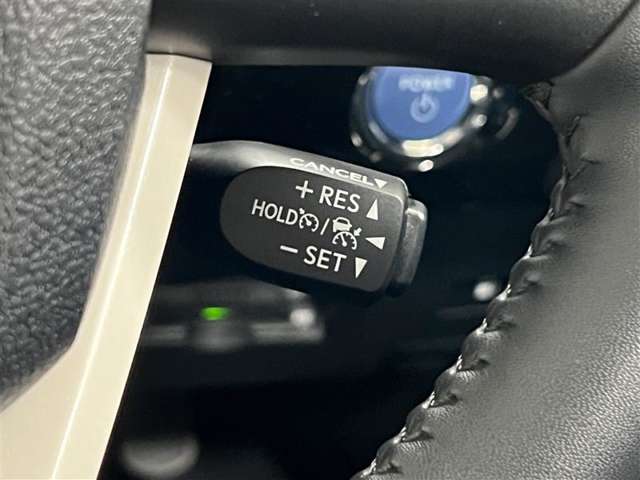 POWER
CANCEL▼
+RES▲
HOLD /
−SET▼